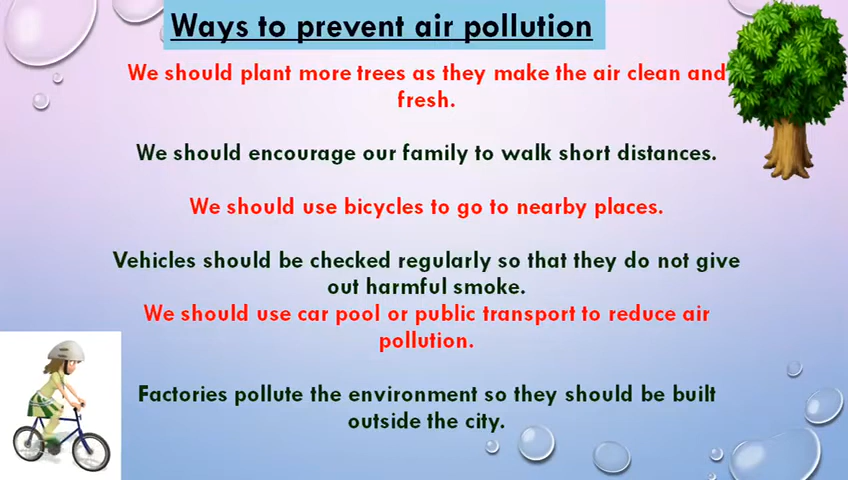 Ways to prevent air pollution
We should plant more trees as they make the air clean and
fresh.
We should encourage our family to walk short distances.
We should use bicycles to go to nearby places.
Vehicles should be checked regularly so that they do not give
out harmful smoke.
We should use car pool or public transport to reduce air
pollution.
Factories pollute the environment so they should be built
outside the city.